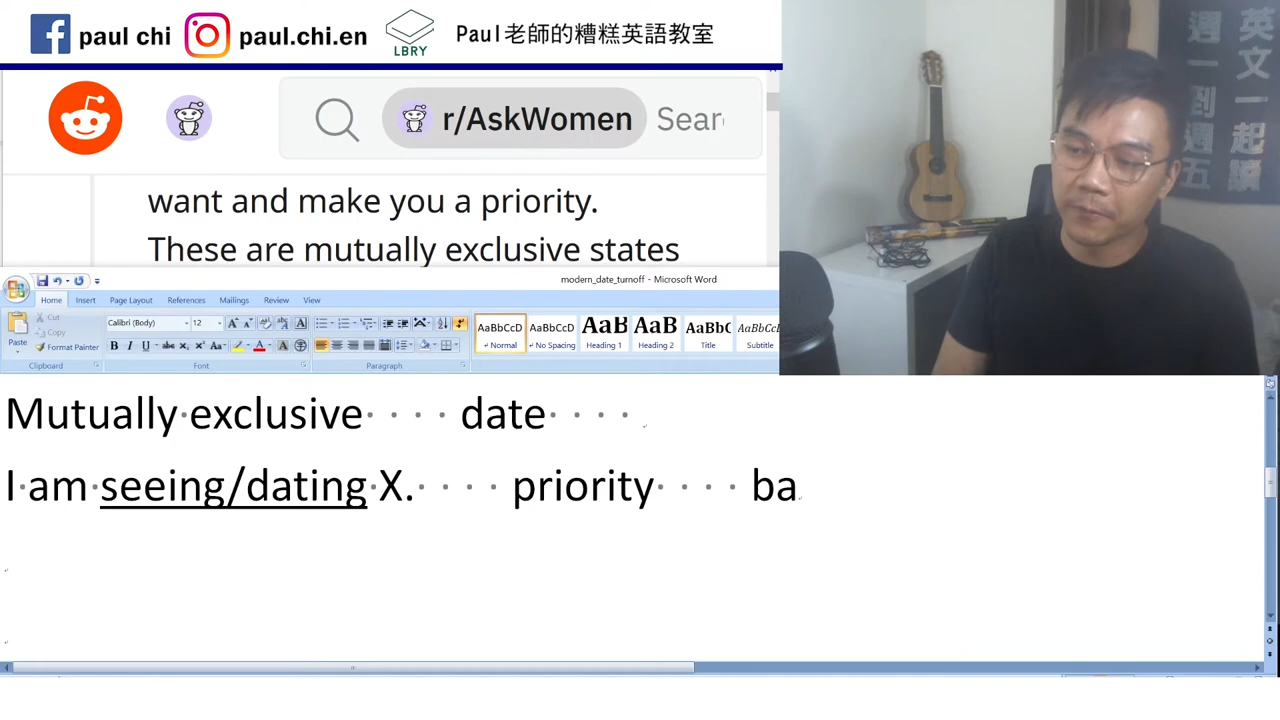 paul chi paul.chi.en LBRY Paul老師的糟糕英語教室
r/AskWomen Sear
want and make you a priority.
These are mutually exclusive states
英文一起讀
週一到週五
modern_date_turnoff - Microsoft Word
Home Insert Page Layout References Mailings Review View
Paste Cut Copy Format Painter
Calibri (Body) 12
AaBbCcD AaBbCcD AaBb AaBb AaBbC AaBbCcD
Normal No Spacing Heading 1 Heading 2 Title Subtitle
Clipboard Font Paragraph
Mutually exclusive date
I am seeing/dating X. priority ba